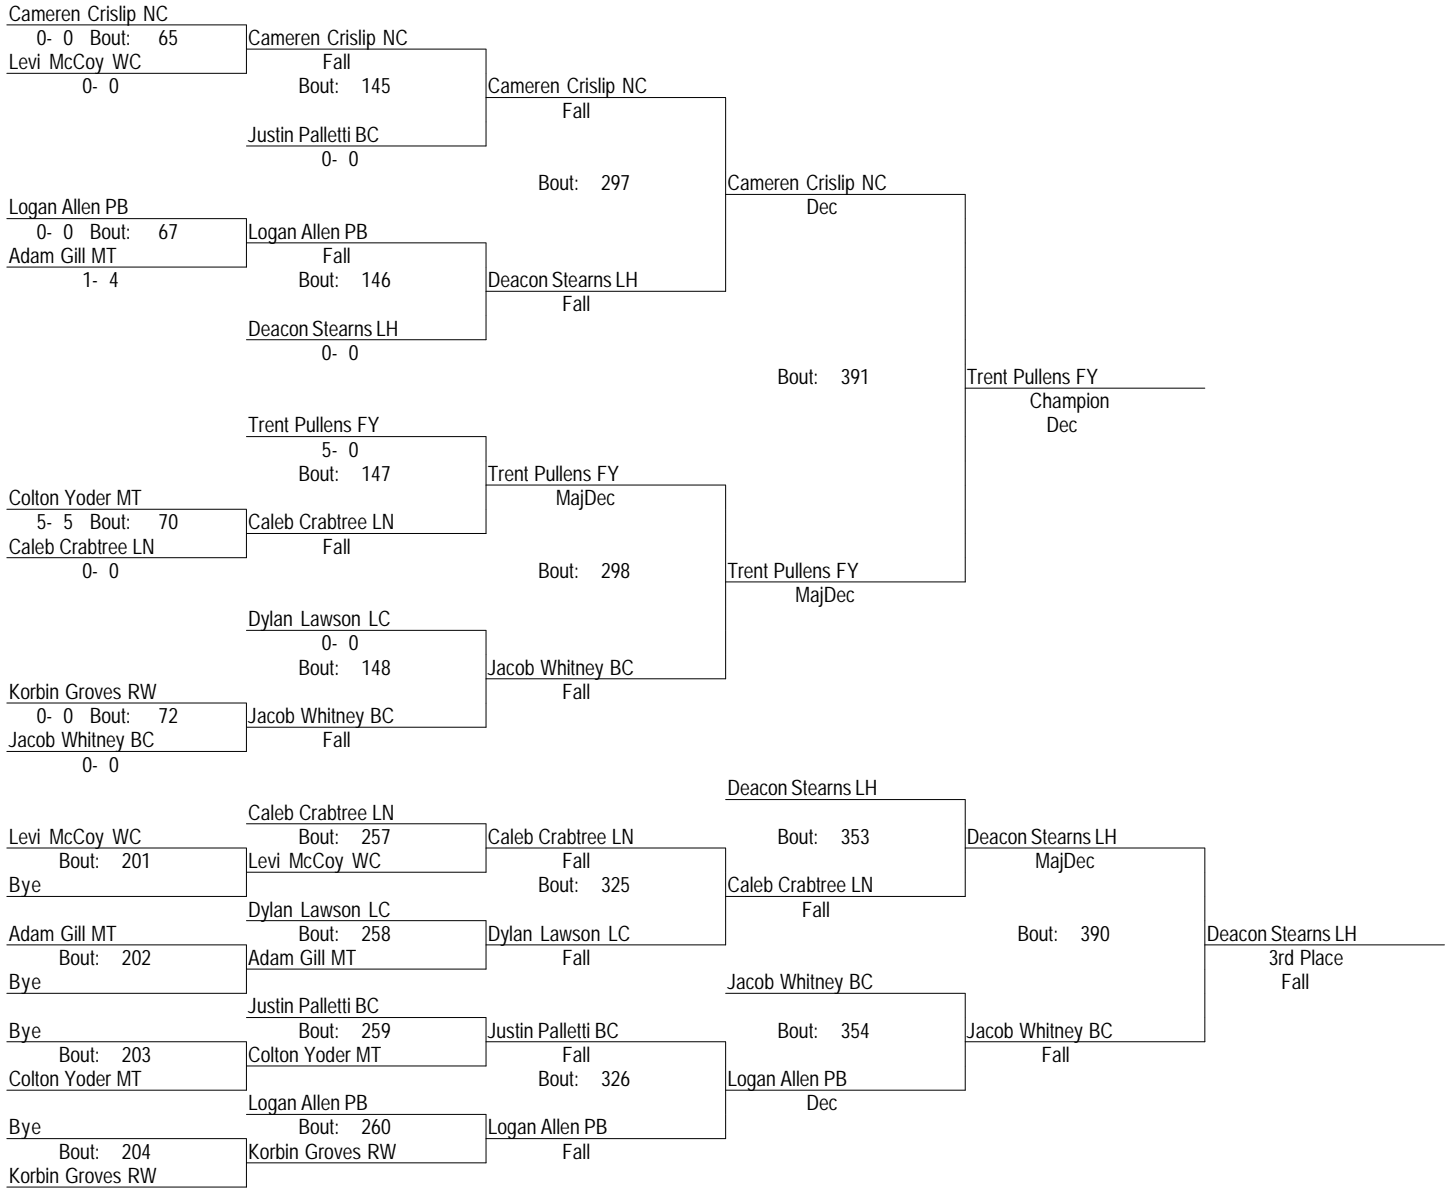 Cameren Crislip NC
0- 0 Bout: 65
Levi McCoy WC
0- 0
Cameren Crislip NC
Fall
Bout: 145
Justin Palletti BC
0- 0
Cameren Crislip NC
Fall
Bout: 297
Logan Allen PB
0- 0 Bout: 67
Adam Gill MT
1- 4
Logan Allen PB
Fall
Bout: 146
Deacon Stearns LH
0- 0
Deacon Stearns LH
Fall
Cameren Crislip NC
Dec
Bout: 391
Trent Pullens FY
Champion
Dec
Trent Pullens FY
5- 0
Bout: 147
Colton Yoder MT
5- 5 Bout: 70
Caleb Crabtree LN
0- 0
Caleb Crabtree LN
Fall
Trent Pullens FY
MajDec
Bout: 298
Trent Pullens FY
MajDec
Dylan Lawson LC
0- 0
Bout: 148
Korbin Groves RW
0- 0 Bout: 72
Jacob Whitney BC
0- 0
Jacob Whitney BC
Fall
Jacob Whitney BC
Fall
Levi McCoy WC
Bout: 201
Bye
Caleb Crabtree LN
Bout: 257
Levi McCoy WC
Caleb Crabtree LN
Fall
Bout: 325
Adam Gill MT
Bout: 202
Bye
Dylan Lawson LC
Bout: 258
Adam Gill MT
Dylan Lawson LC
Fall
Deacon Stearns LH
Bout: 353
Caleb Crabtree LN
Fall
Deacon Stearns LH
MajDec
Bout: 390
Deacon Stearns LH
3rd Place
Fall
Bye
Bout: 203
Colton Yoder MT
Justin Palletti BC
Bout: 259
Colton Yoder MT
Justin Palletti BC
Fall
Bout: 326
Bye
Bout: 204
Korbin Groves RW
Logan Allen PB
Bout: 260
Korbin Groves RW
Logan Allen PB
Fall
Jacob Whitney BC
Bout: 354
Logan Allen PB
Dec
Jacob Whitney BC
Fall